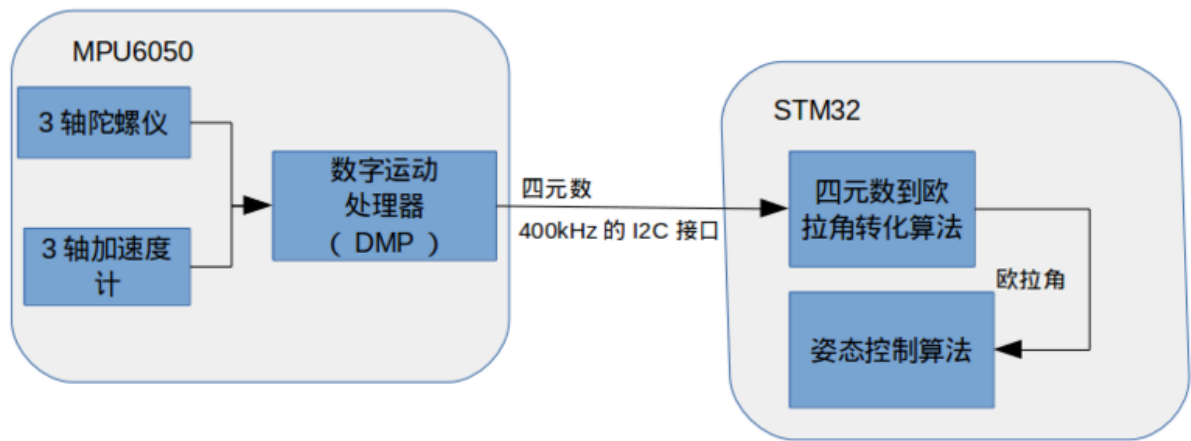 MPU6050
3 轴陀螺仪
3 轴加速度
计
数字运动
处理器
( DMP )
四元数
400kHz 的 I2C 接口
STM32
四元数到欧
拉角转化算法
欧拉角
姿态控制算法